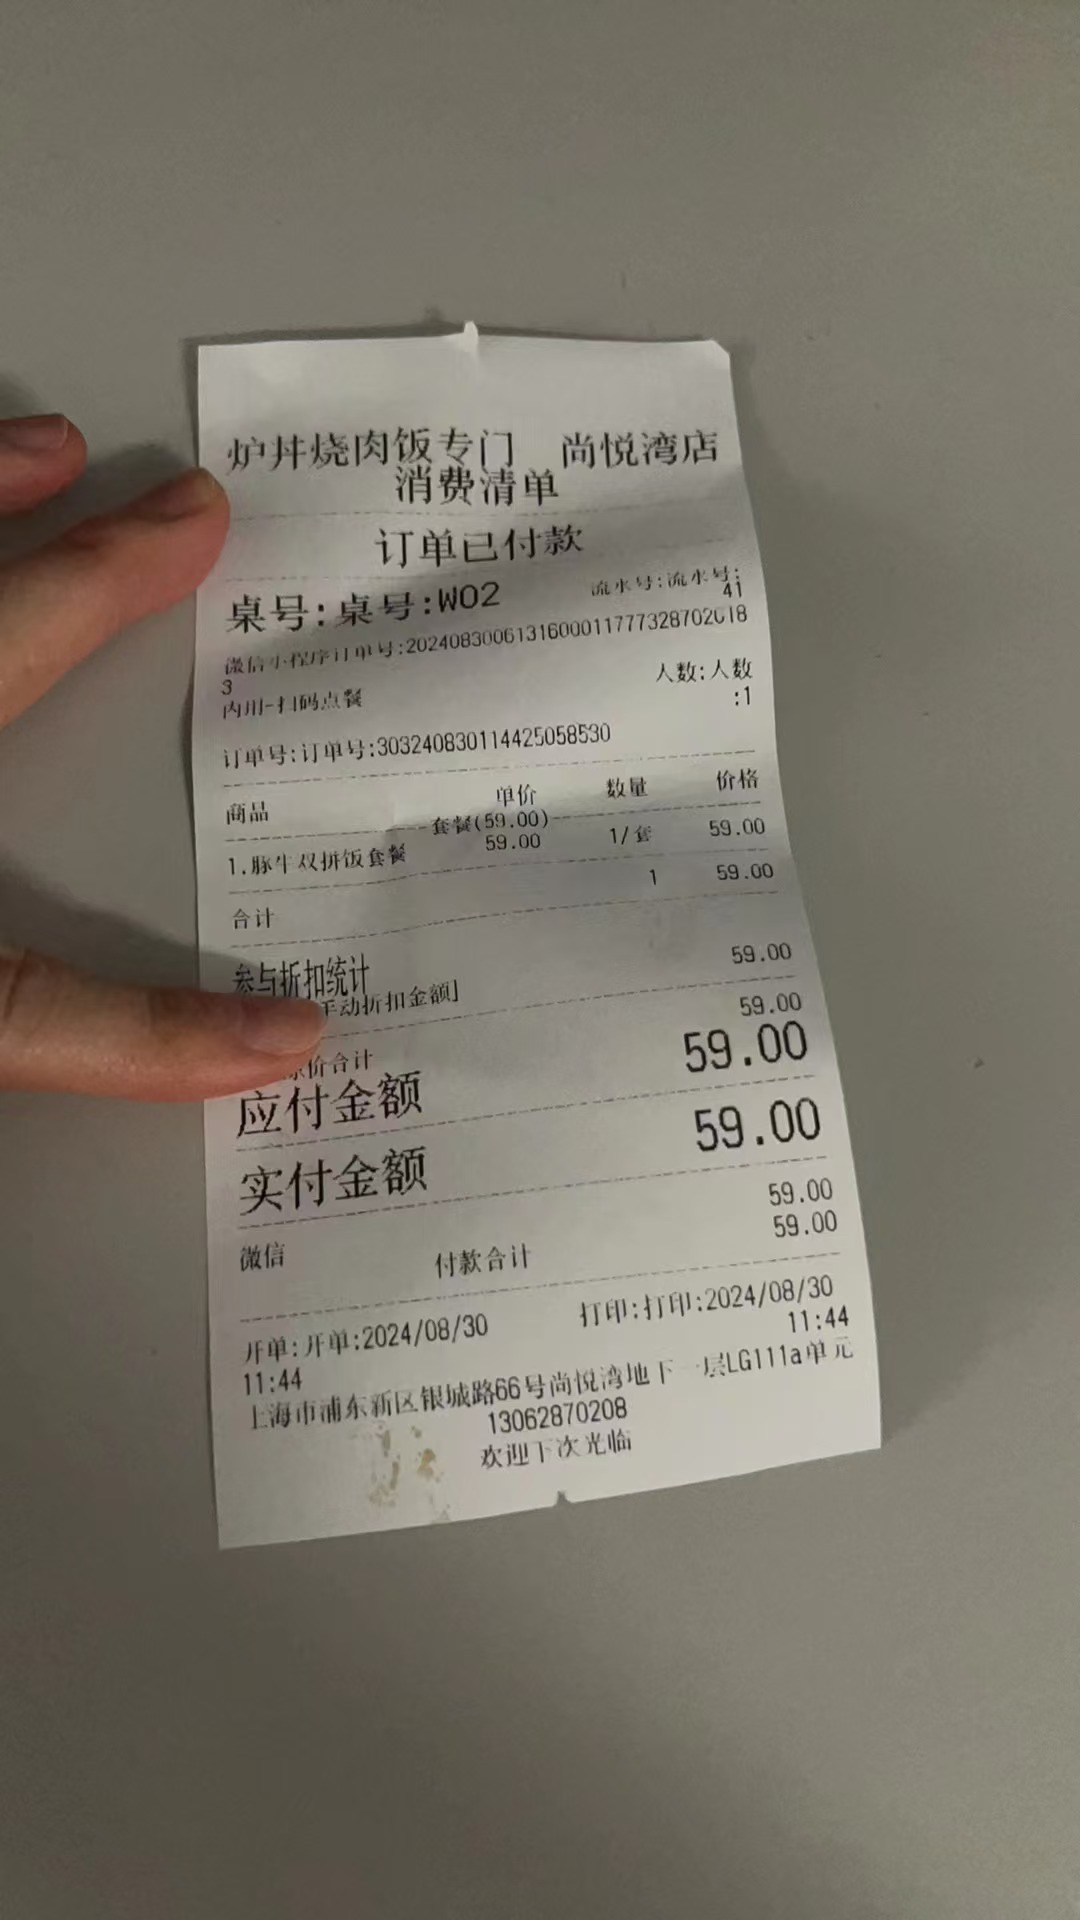 炉丼烧肉饭专门 尚悦湾店
消费清单
订单已付款
桌号:桌号:W02 流水号:流水号:
41
微信小程序订单号:2024083006131600011777328702018
3
内用-扫码点餐 人数:人数
:1
订单号:订单号:303240830114425058530
商品 单价 数量 价格
套餐(59.00)
1.豚牛双拼饭套餐 59.00 1/套 59.00
合计 1 59.00
参与折扣统计 59.00
手动折扣金额]
原价合计 59.00
应付金额 59.00
实付金额 59.00
微信 59.00
付款合计 59.00
开单:开单:2024/08/30 打印:打印:2024/08/30
11:44 11:44
上海市浦东新区银城路66号尚悦湾地下一层LG111a单元
13062870208
欢迎下次光临